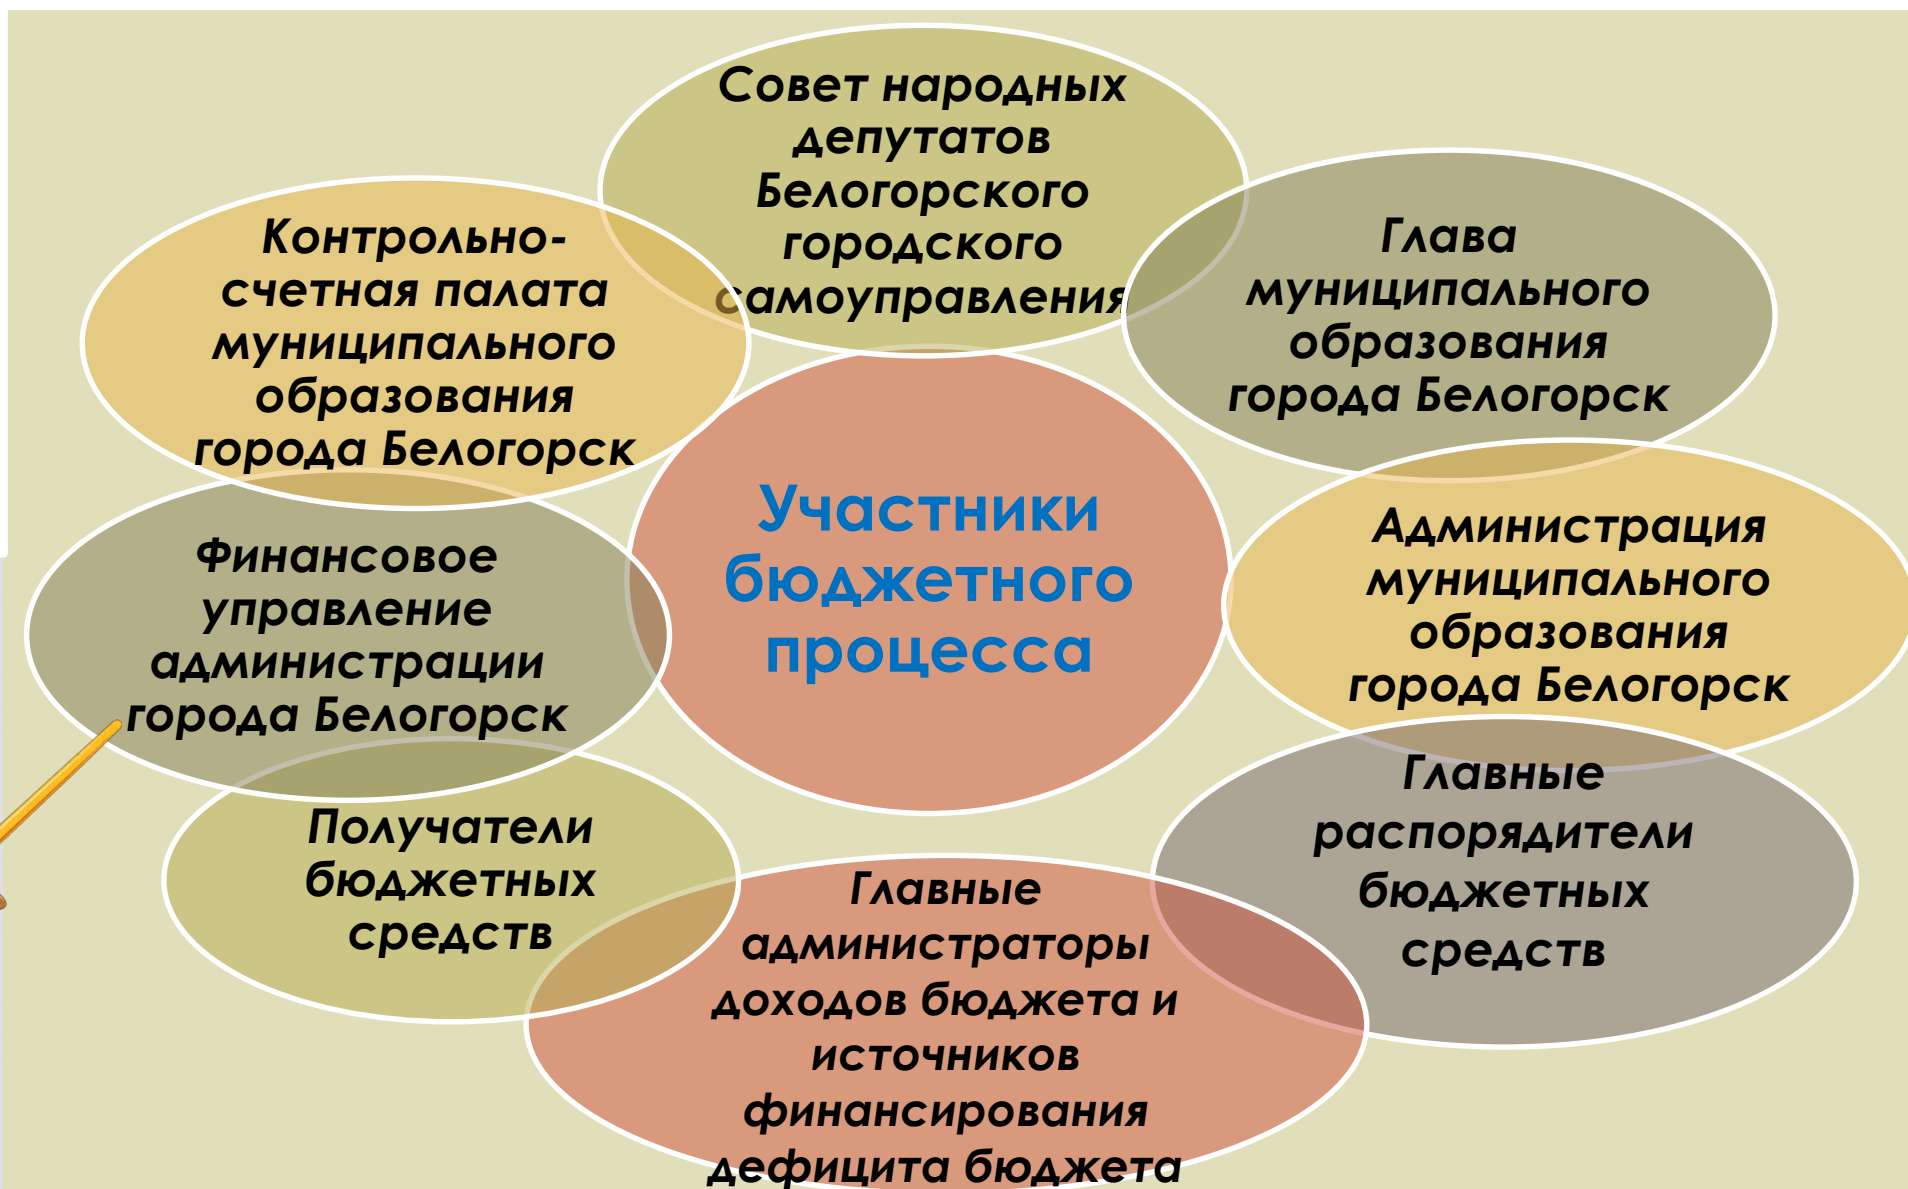 Совет народных
депутатов
Белогорского
городского
самоуправления
Глава
муниципального
образования
города Белогорск
Администрация
муниципального
образования
города Белогорск
Главные
распорядители
бюджетных
средств
Главные
администраторы
доходов бюджета и
источников
финансирования
дефицита бюджета
Получатели
бюджетных
средств
Финансовое
управление
администрации
города Белогорск
Контрольно-
счетная палата
муниципального
образования
города Белогорск
Участники
бюджетного
процесса